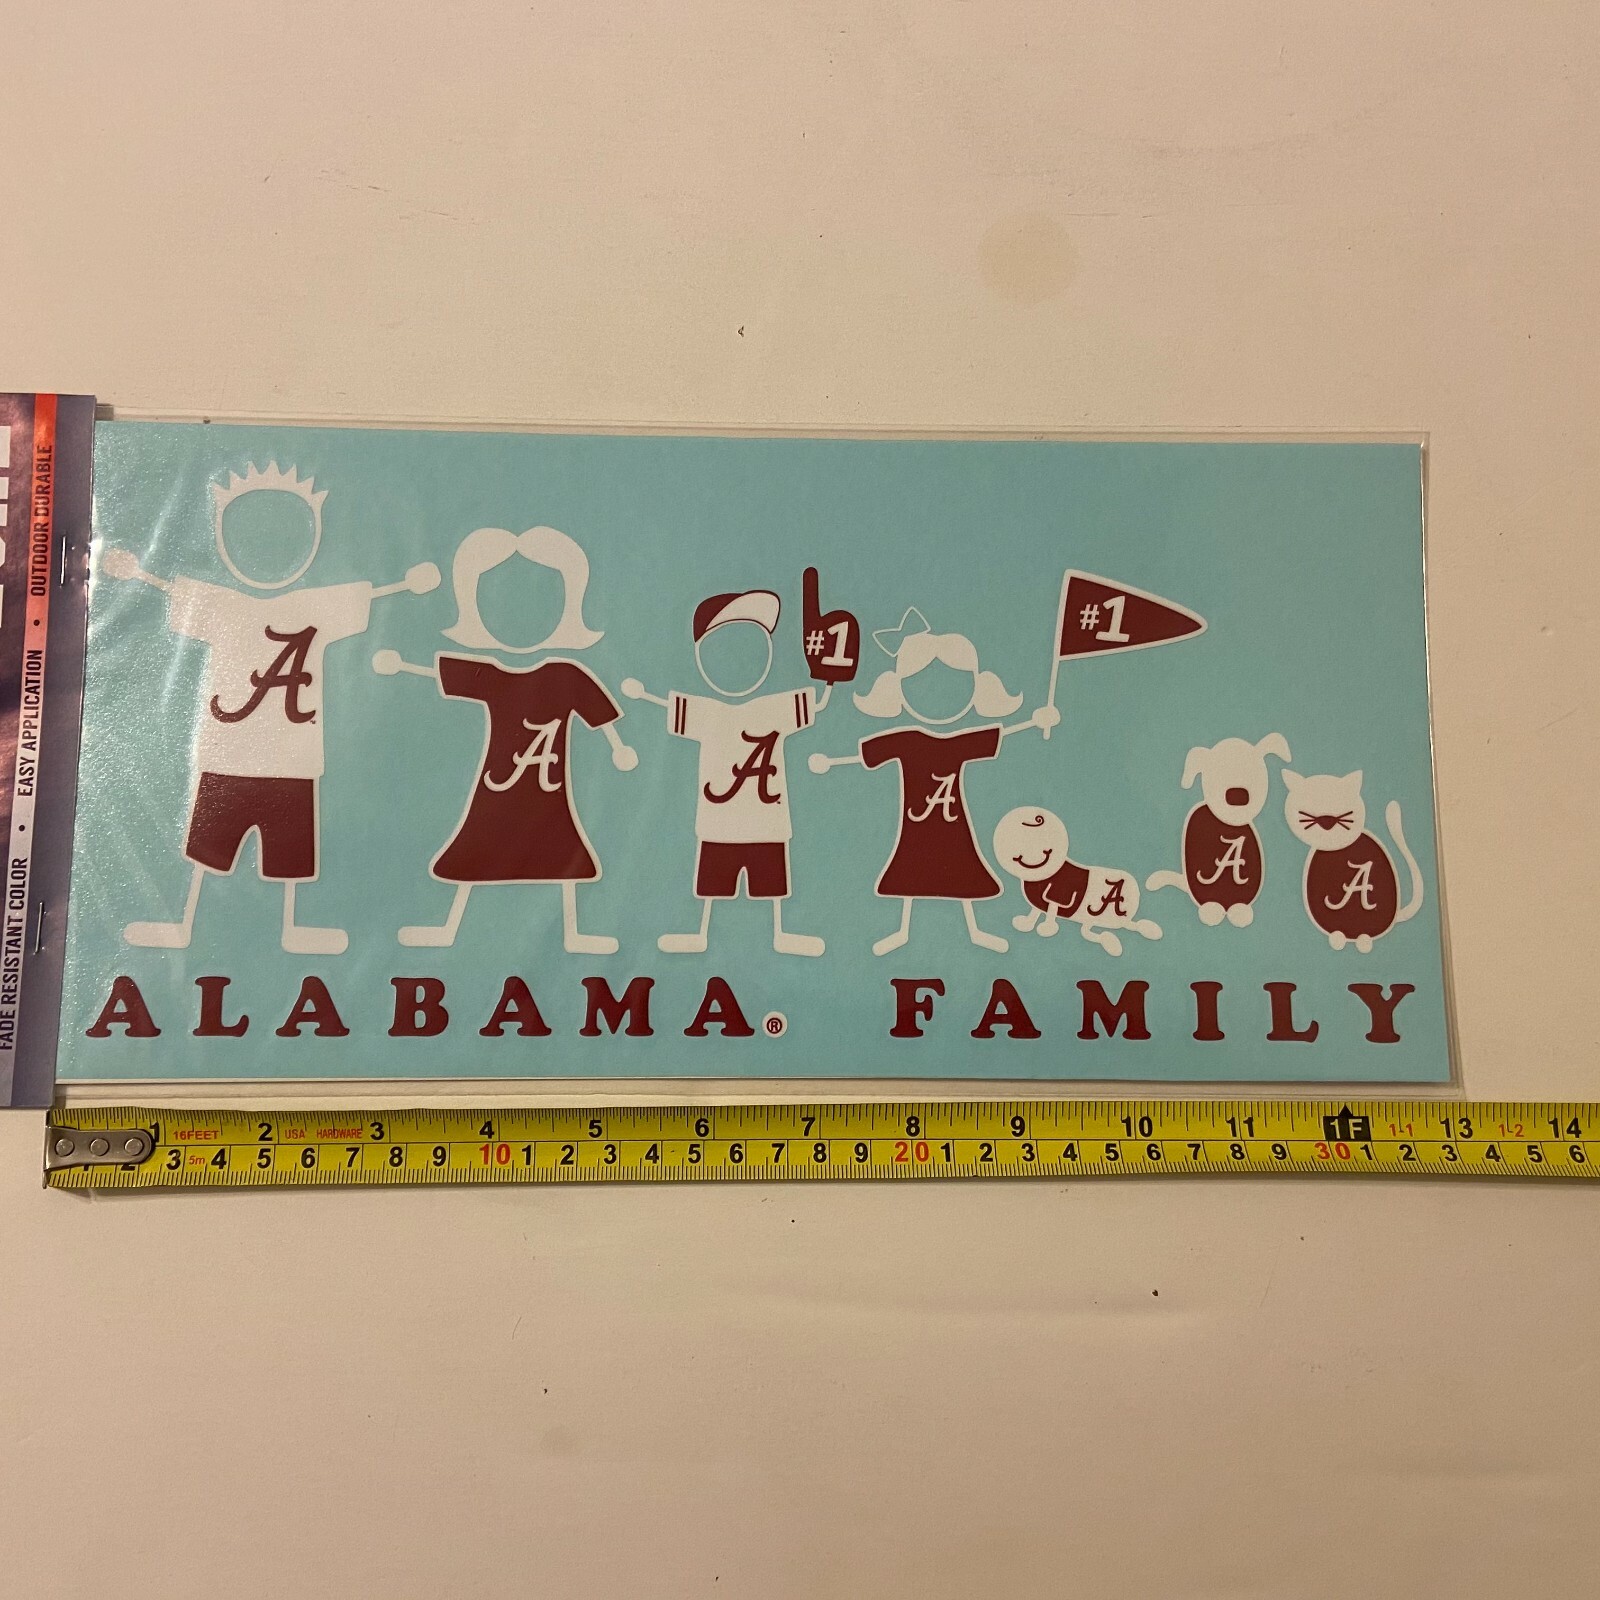 FADE RESISTANT COLOR • EASY APPLICATION • OUTDOOR DURABLE
A
A
A
#1
A
#1
A
A
A
ALABAMA® FAMILY
1 16FEET 2 USA HARDWARE 3 4 5 6 7 8 9 10 11 1F 1-1 13 1-2 14
1 2 3 5m 4 5 6 7 8 9 10 1 2 3 4 5 6 7 8 9 20 1 2 3 4 5 6 7 8 9 30 1 2 3 4 5 6